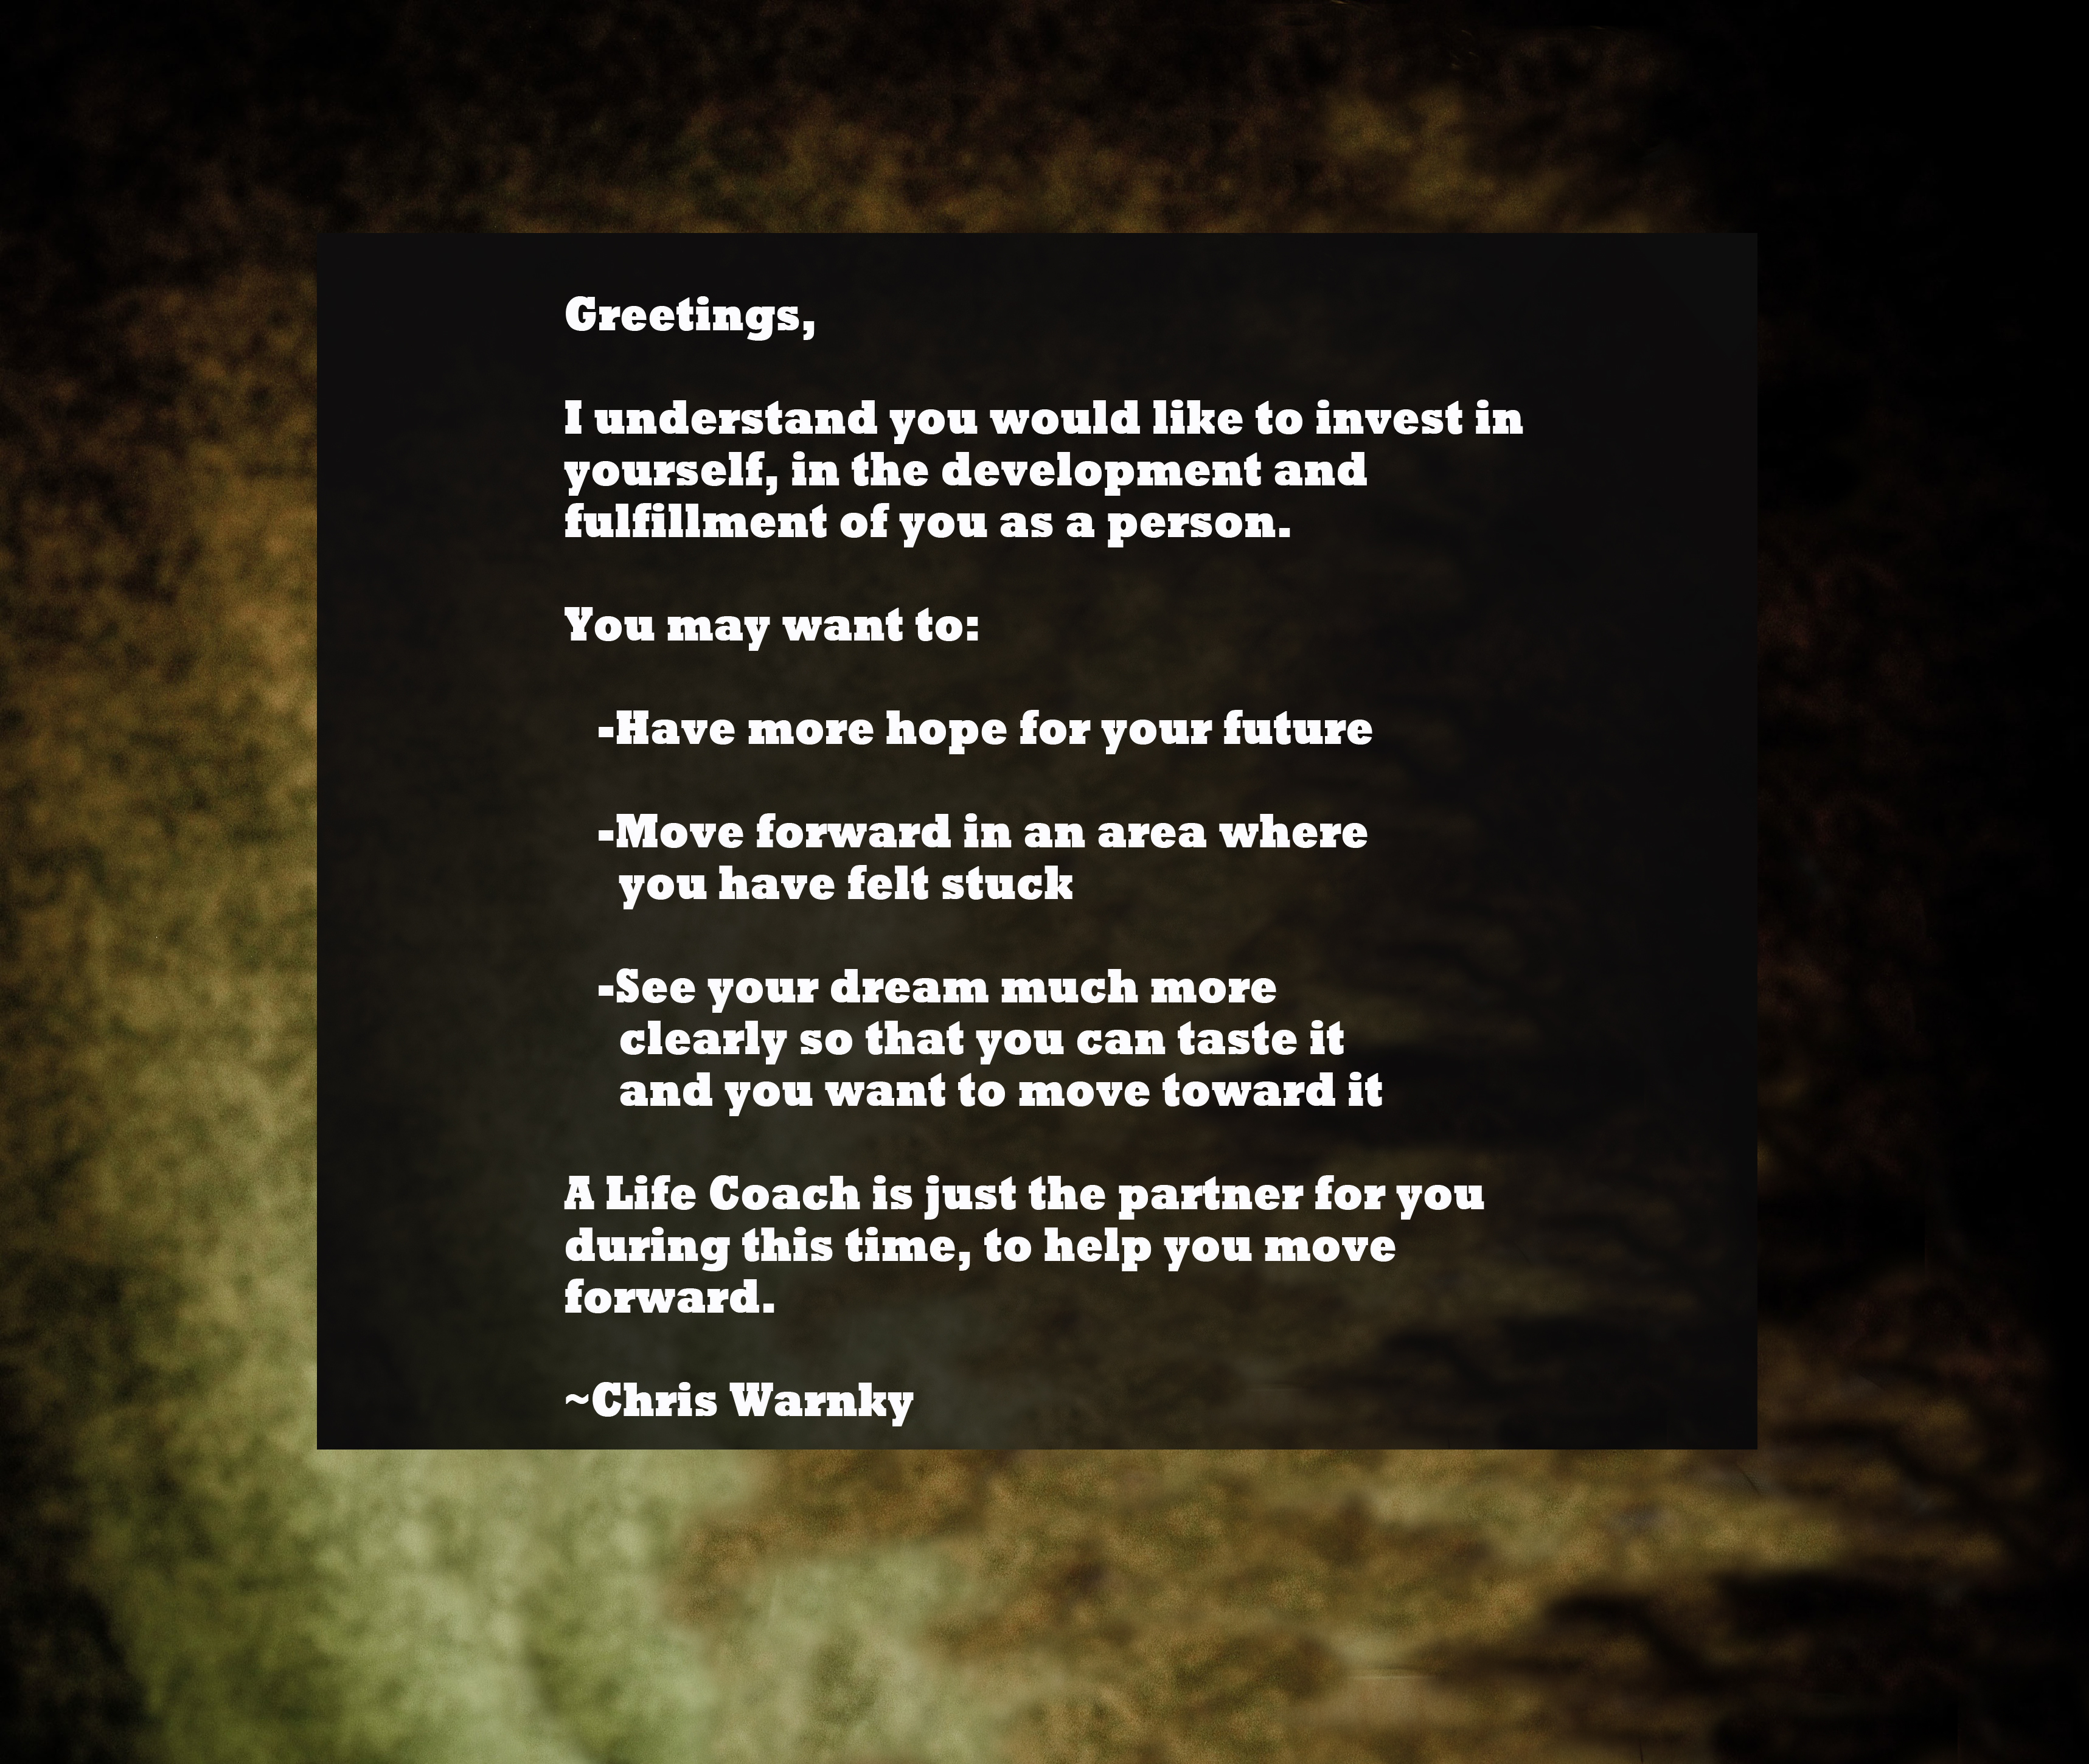 Greetings,
I understand you would like to invest in
yourself, in the development and
fulfillment of you as a person.
You may want to:
-Have more hope for your future
-Move forward in an area where
you have felt stuck
-See your dream much more
clearly so that you can taste it
and you want to move toward it
A Life Coach is just the partner for you
during this time, to help you move
forward.
~Chris Warnky